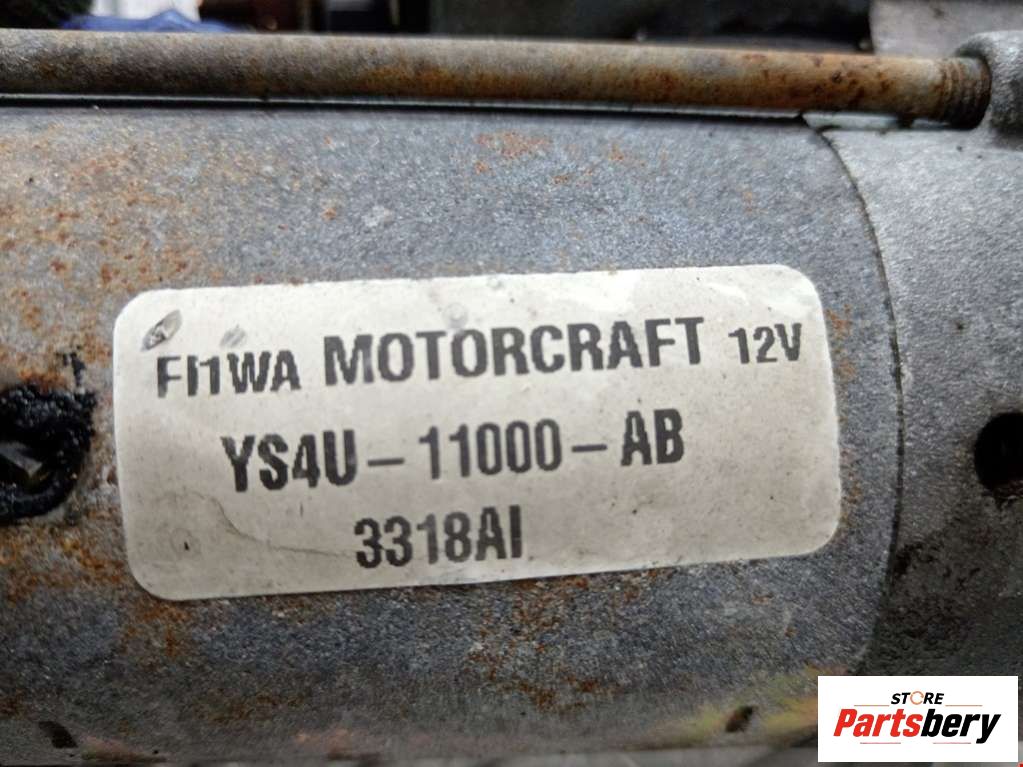 FI1WA MOTORCRAFT 12V
YS4U-11000-AB
3318AI
STORE
Partsbery